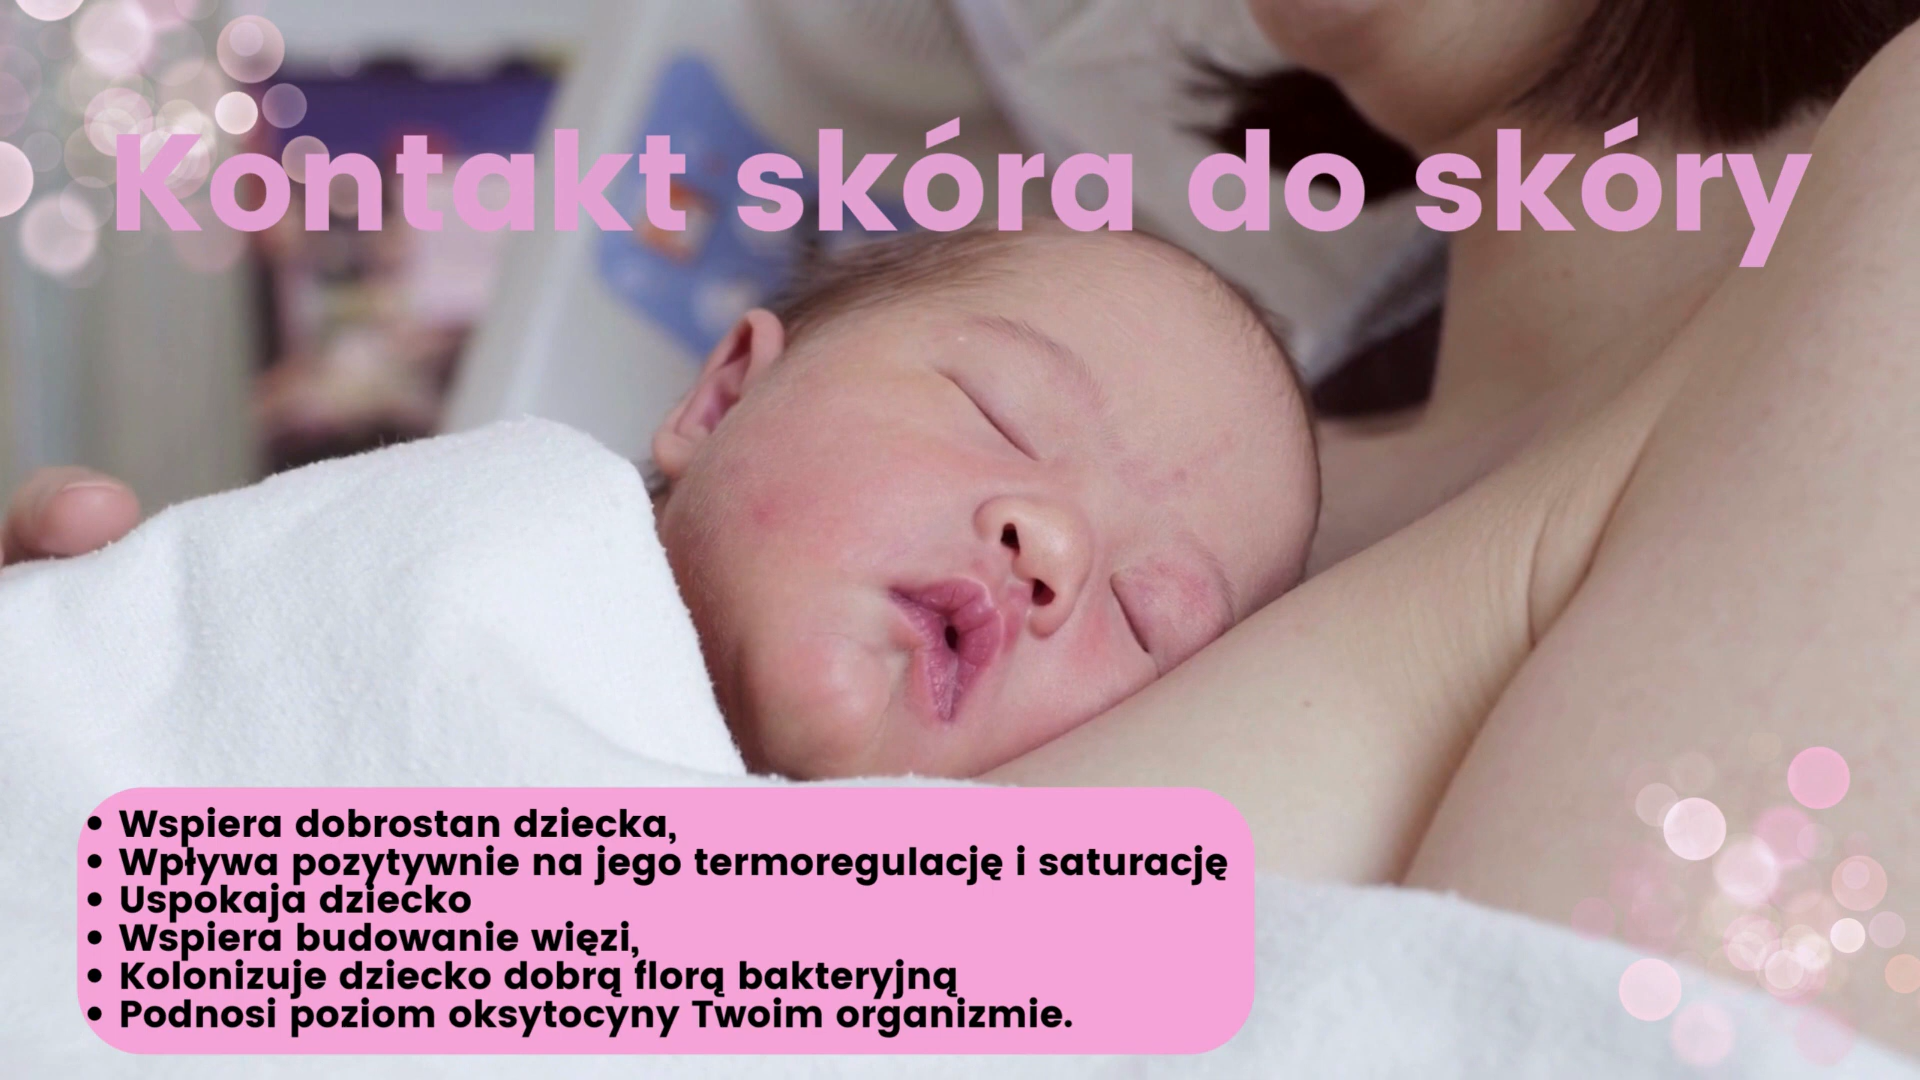 Kontakt skóra do skóry
• Wspiera dobrostan dziecka,
• Wpływa pozytywnie na jego termoregulację i saturację
• Uspokaja dziecko
• Wspiera budowanie więzi,
• Kolonizuje dziecko dobrą florą bakteryjną
• Podnosi poziom oksytocyny Twoim organizmie.